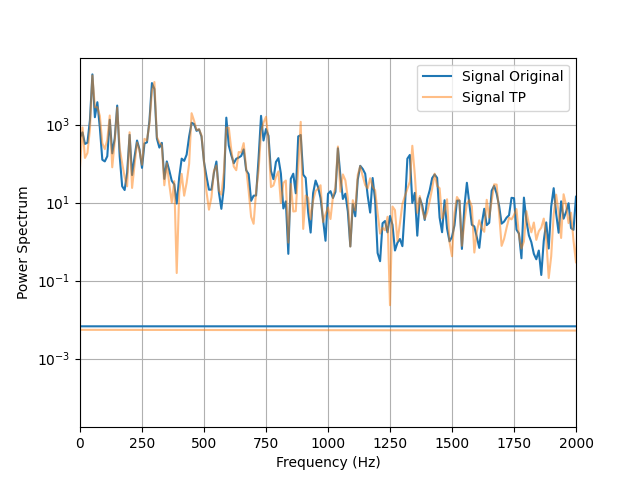 Signal Original
Signal TP
Power Spectrum
10^3
10^1
10^-1
10^-3
0 250 500 750 1000 1250 1500 1750 2000
Frequency (Hz)